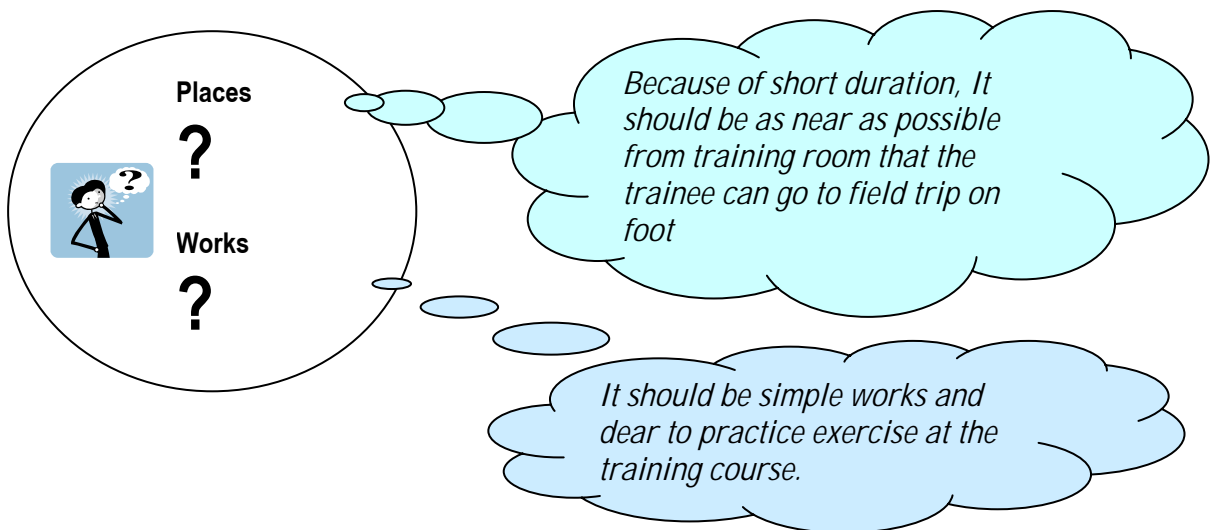 Places
?
Works
?
?
Because of short duration, It
should be as near as possible
from training room that the
trainee can go to field trip on
foot
It should be simple works and
dear to practice exercise at the
training course.